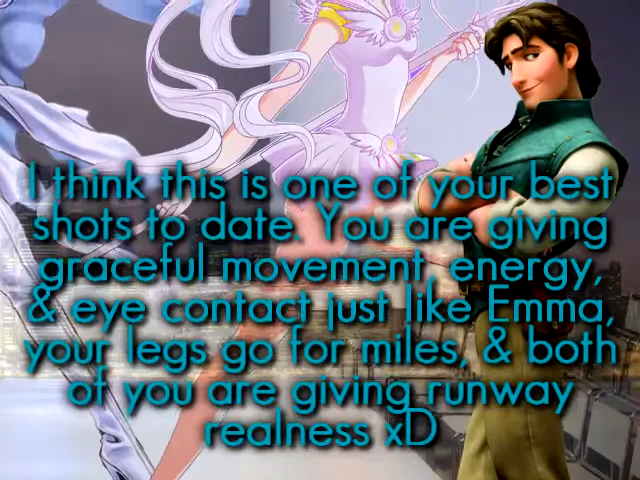 I think this is one of your best
shots to date. You are giving
graceful movement, energy,
& eye contact just like Emma,
your legs go for miles, & both
of you are giving runway
realness xD